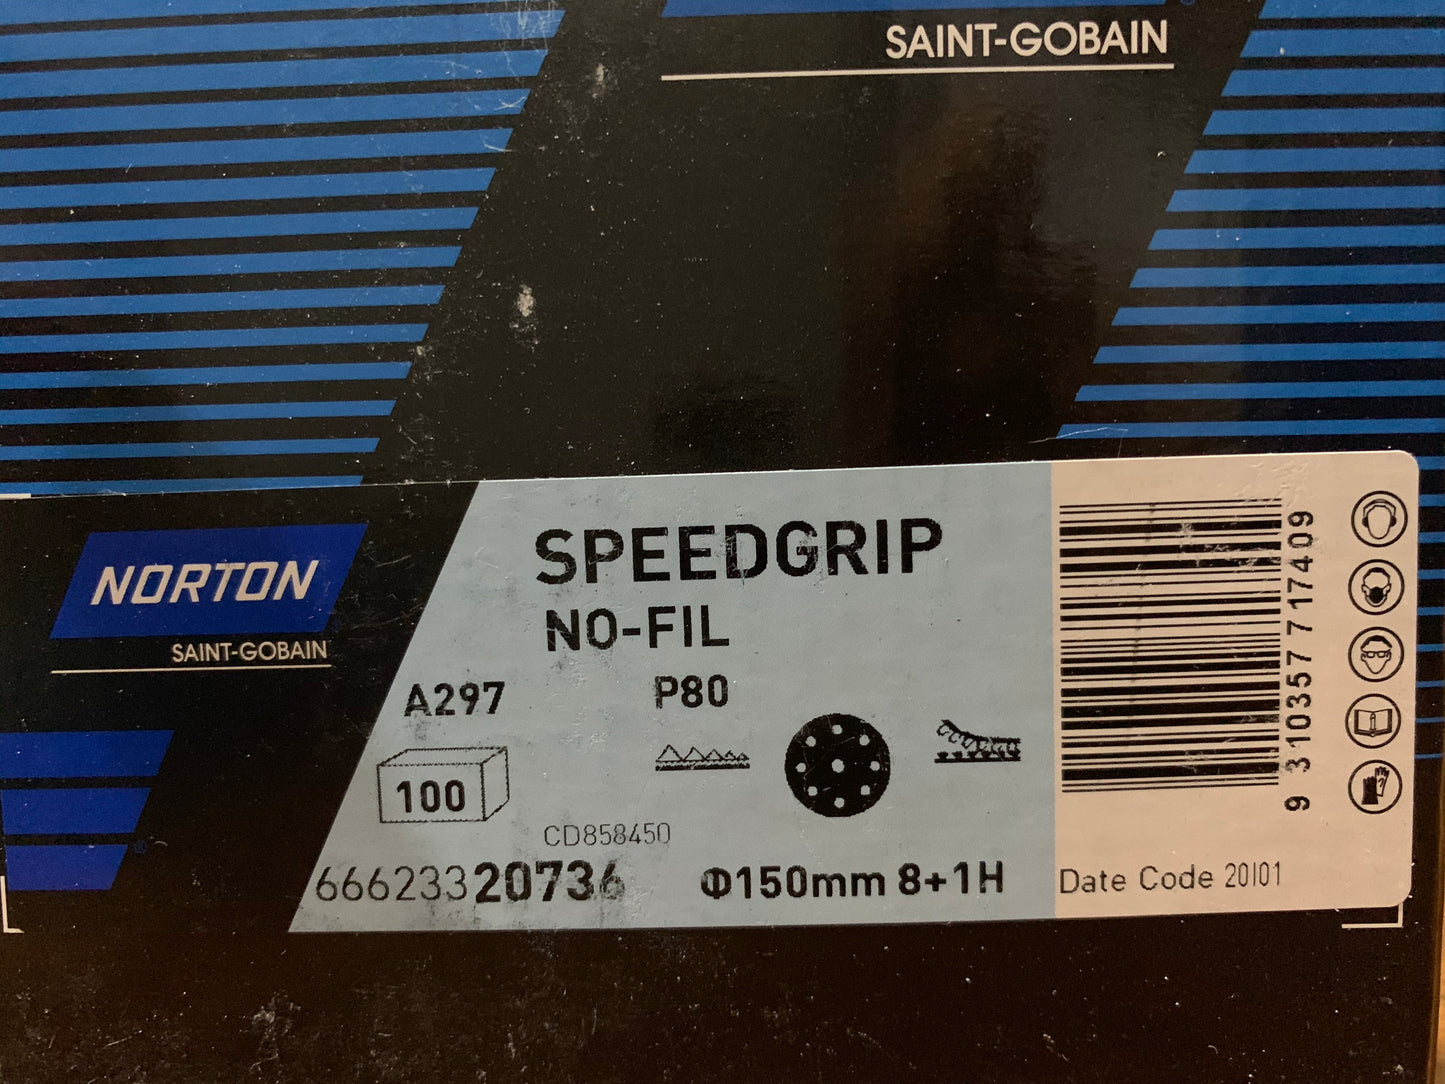 SAINT-GOBAIN
NORTON
SAINT-GOBAIN
SPEEDGRIP
NO-FIL
A297
P80
100
CD858450
66623320736
Φ150mm 8+1H
9 310357 717409
Date Code 20I01